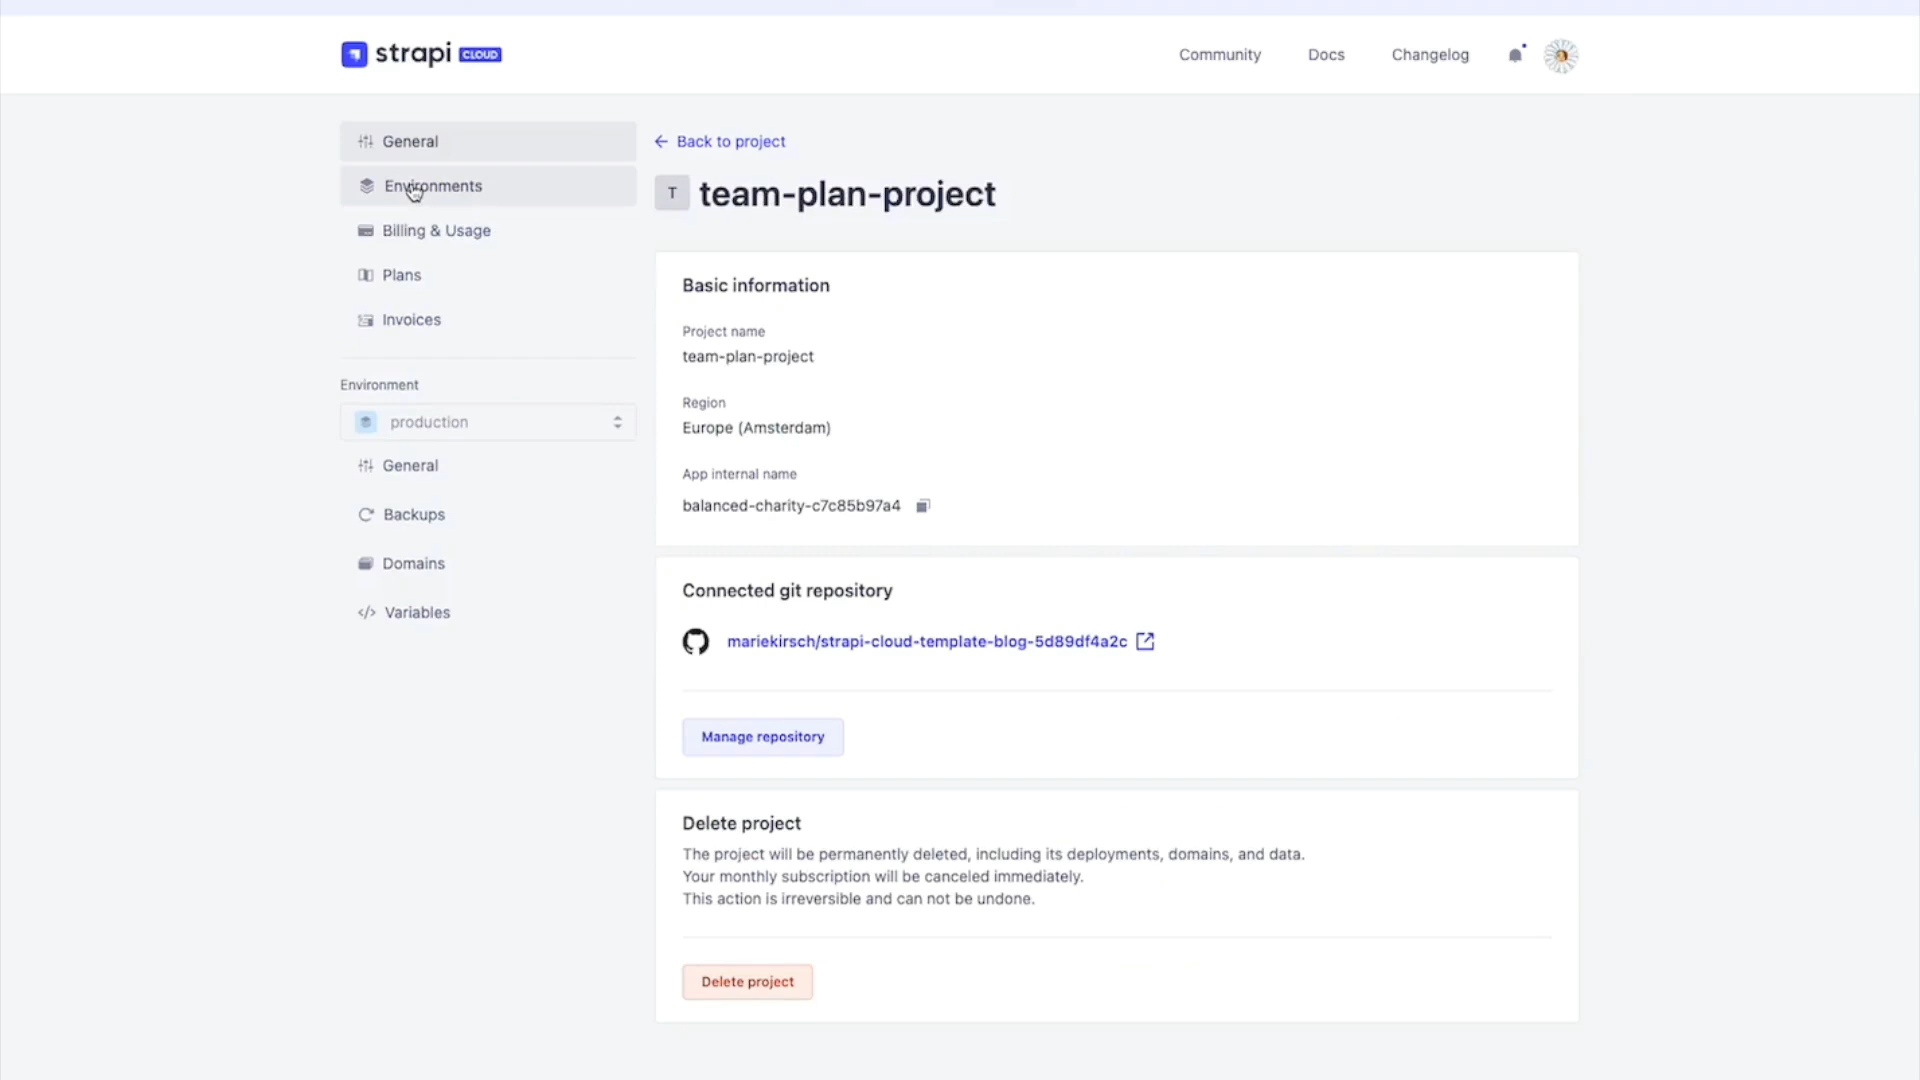 strapi CLOUD
Community
Docs
Changelog
General
Environments
Billing & Usage
Plans
Invoices
Environment
production
General
Backups
Domains
Variables
Back to project
T team-plan-project
Basic information
Project name
team-plan-project
Region
Europe (Amsterdam)
App internal name
balanced-charity-c7c85b97a4
Connected git repository
mariekirsch/strapi-cloud-template-blog-5d89df4a2c
Manage repository
Delete project
The project will be permanently deleted, including its deployments, domains, and data.
Your monthly subscription will be canceled immediately.
This action is irreversible and can not be undone.
Delete project